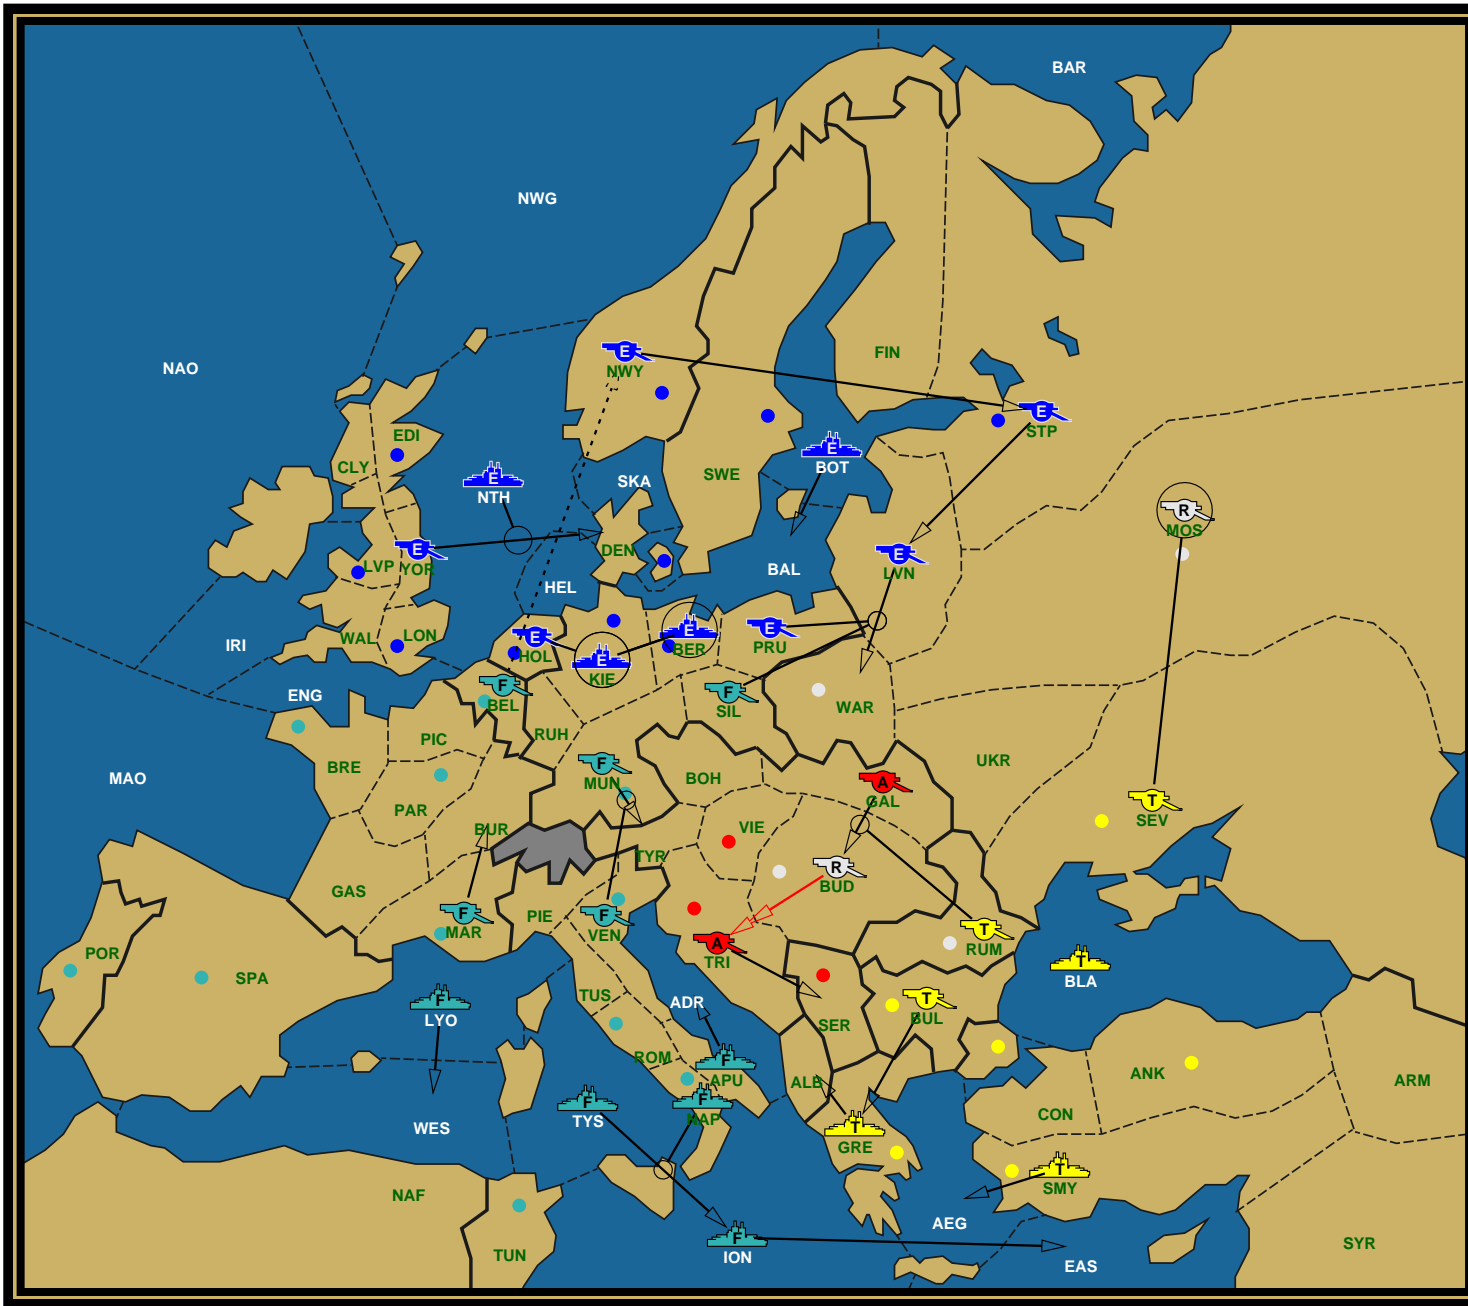 BAR
NWG
E
NWY
FIN
NAO
E
STP
EDI
CLY
E
BOT
SKA
SWE
E
NTH
R
MOS
E
YOR
LVP
DEN
E
LVN
BAL
HEL
IRI
WAL
LON
E
HOL
E
KIE
E
BER
E
PRU
ENG
F
BEL
F
SIL
WAR
RUH
PIC
BRE
MAO
F
MUN
BOH
UKR
A
GAL
PAR
T
SEV
BUR
VIE
TYR
R
BUD
GAS
F
MAR
PIE
F
VEN
T
RUM
A
TRI
POR
SPA
T
BLA
TUS
ADR
F
LYO
SER
T
BUL
ROM
F
APU
ALB
ANK
ARM
F
TYS
F
NAP
CON
WES
T
GRE
T
SMY
NAF
AEG
F
ION
TUN
EAS
SYR